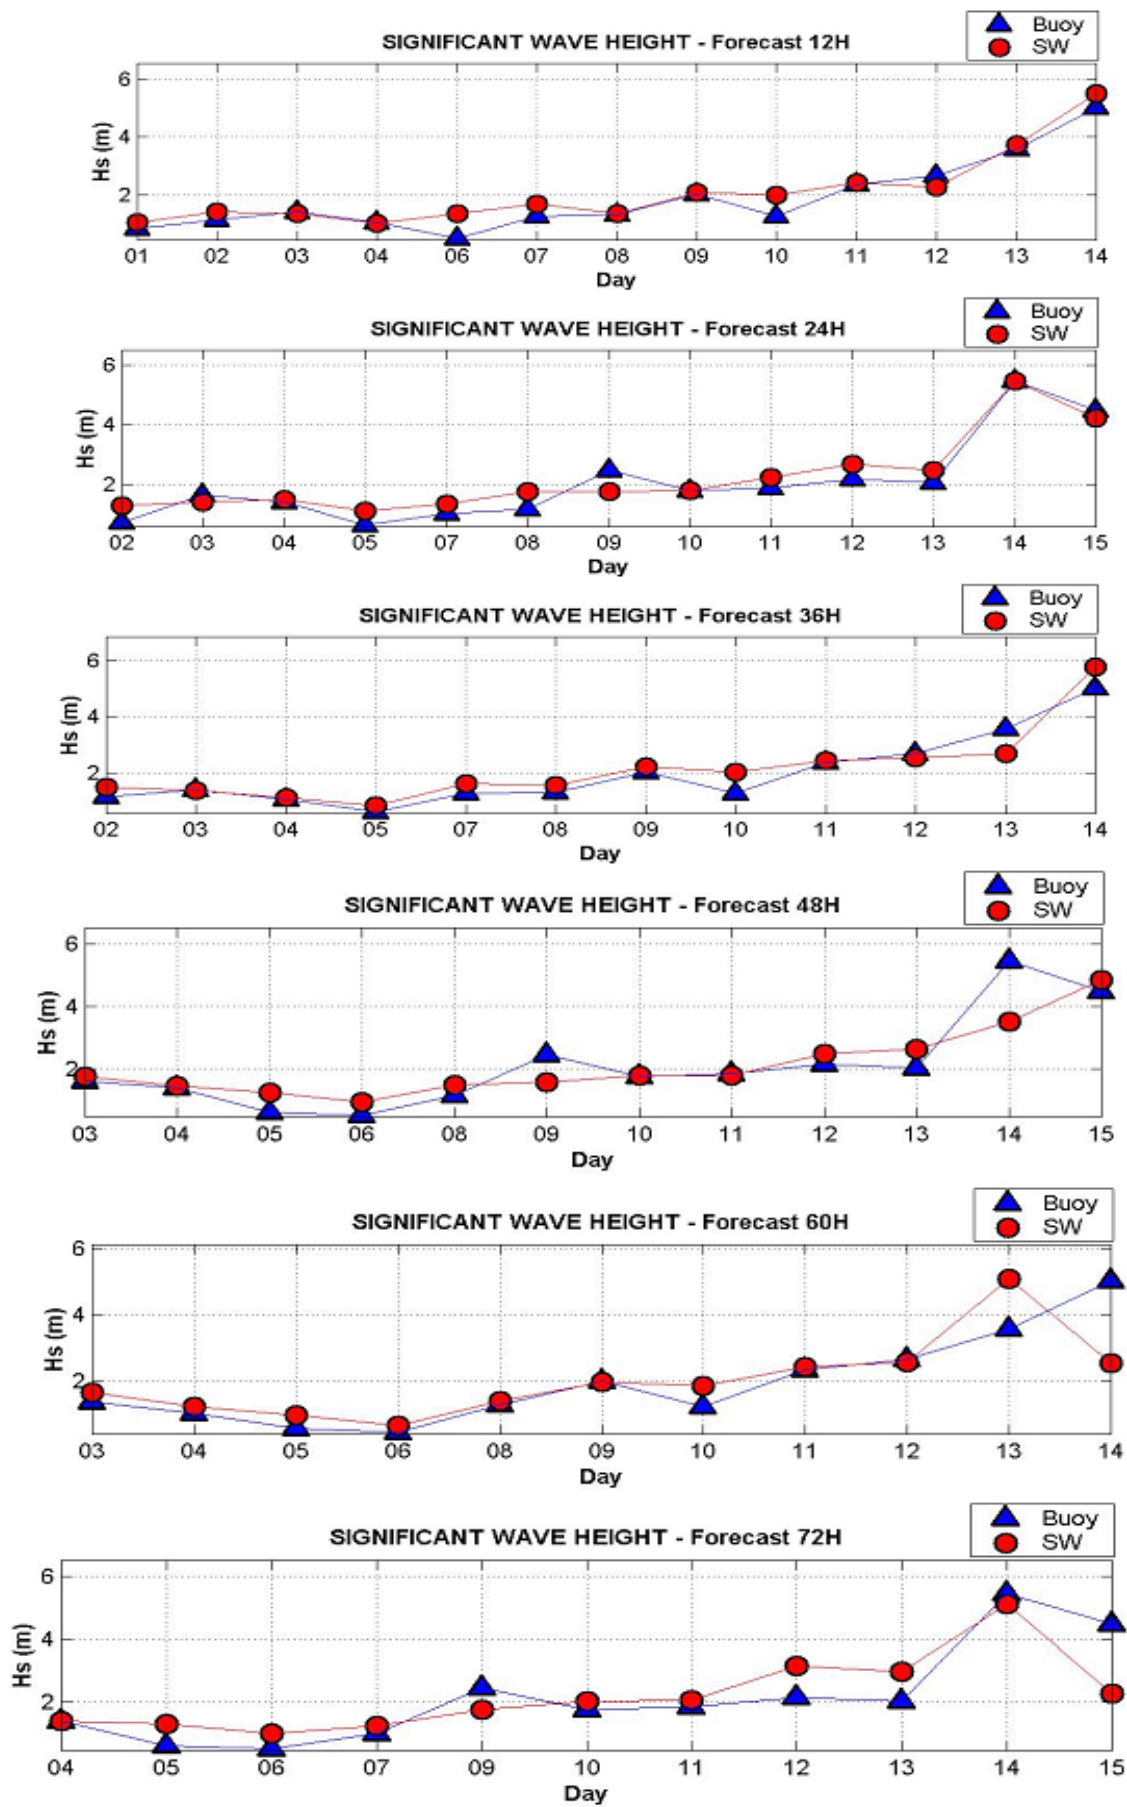 SIGNIFICANT WAVE HEIGHT - Forecast 12H
Buoy
SW
Hs (m)
6
4
2
01 02 03 04 06 07 08 09 10 11 12 13 14
Day
SIGNIFICANT WAVE HEIGHT - Forecast 24H
Buoy
SW
Hs (m)
6
4
2
02 03 04 05 07 08 09 10 11 12 13 14 15
Day
SIGNIFICANT WAVE HEIGHT - Forecast 36H
Buoy
SW
Hs (m)
6
4
2
02 03 04 05 07 08 09 10 11 12 13 14
Day
SIGNIFICANT WAVE HEIGHT - Forecast 48H
Buoy
SW
Hs (m)
6
4
2
03 04 05 06 08 09 10 11 12 13 14 15
Day
SIGNIFICANT WAVE HEIGHT - Forecast 60H
Buoy
SW
Hs (m)
6
4
2
03 04 05 06 08 09 10 11 12 13 14
Day
SIGNIFICANT WAVE HEIGHT - Forecast 72H
Buoy
SW
Hs (m)
6
4
2
04 05 06 07 09 10 11 12 13 14 15
Day